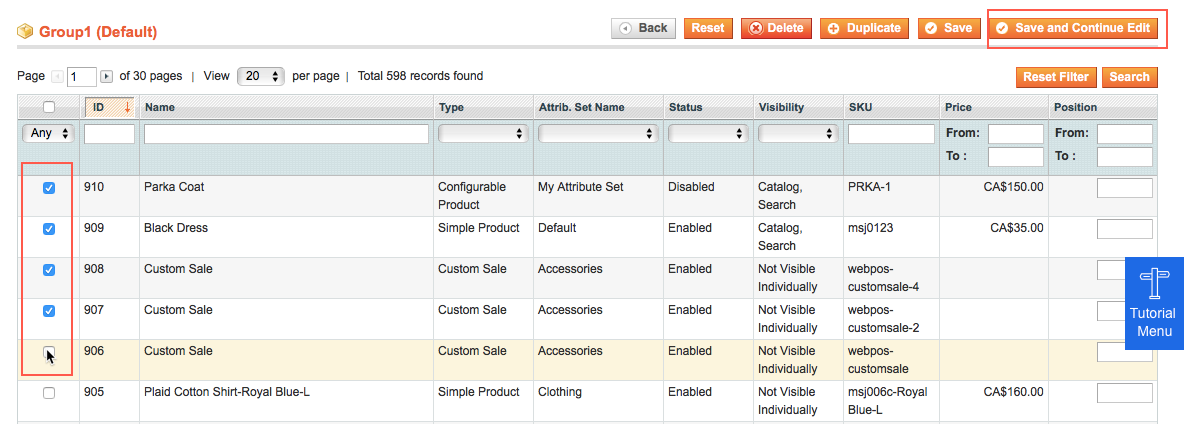 Group1 (Default)
Back Reset Delete Duplicate Save Save and Continue Edit
Page 1 of 30 pages | View 20 per page | Total 598 records found
Reset Filter Search
ID Name Type Attrib. Set Name Status Visibility SKU Price Position
Any From: From:
To : To :
910 Parka Coat Configurable My Attribute Set Disabled Catalog, PRKA-1 CA$150.00
Product Search
909 Black Dress Simple Product Default Enabled Catalog, msj0123 CA$35.00
Search
908 Custom Sale Custom Sale Accessories Enabled Not Visible webpos-
Individually customsale-4
907 Custom Sale Custom Sale Accessories Enabled Not Visible webpos-
Individually customsale-2
Tutorial
Menu
906 Custom Sale Custom Sale Accessories Enabled Not Visible webpos-
Individually customsale
905 Plaid Cotton Shirt-Royal Blue-L Simple Product Clothing Enabled Not Visible msj006c-Royal CA$160.00
Individually Blue-L